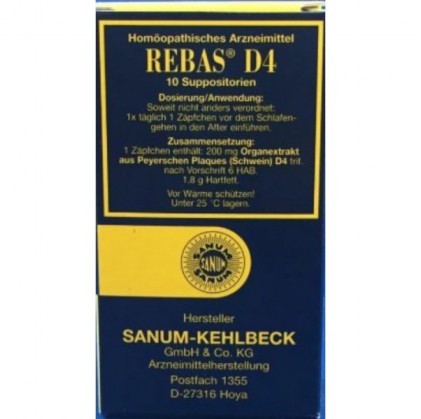 Homöopathisches Arzneimittel
REBAS® D4
10 Suppositorien
Dosierung/Anwendung:
Soweit nicht anders verordnet:
1x täglich 1 Zäpfchen vor dem Schlafen-
gehen in den After einführen.
Zusammensetzung:
1 Zäpfchen enthält: 200 mg Organextrakt
aus Peyerschen Plaques (Schwein) D4 trit.
nach Vorschrift 6 HAB.
1,8 g Hartfett.
Vor Wärme schützen!
Unter 25 °C lagern.
SANUM
SANUM
SANUM
Hersteller
SANUM-KEHLBECK
GmbH & Co. KG
Arzneimittelherstellung
Postfach 1355
D-27316 Hoya